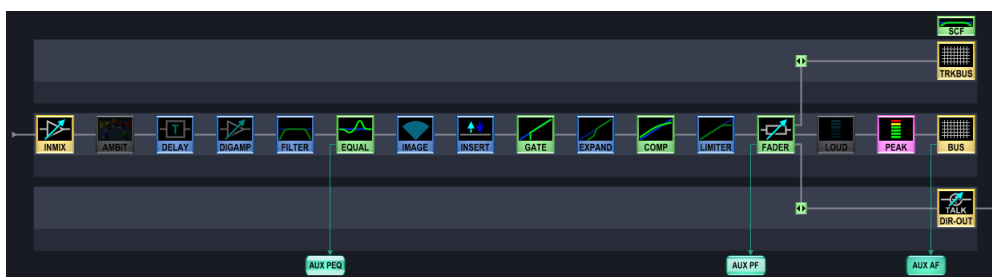 SCF
TRKBUS
INMIX
AMBIT
T
DELAY
DIGAMP
FILTER
EQUAL
IMAGE
INSERT
GATE
EXPAND
COMP
LIMITER
FADER
LOUD
PEAK
BUS
TALK
DIR-OUT
AUX PEQ
AUX PF
AUX AF